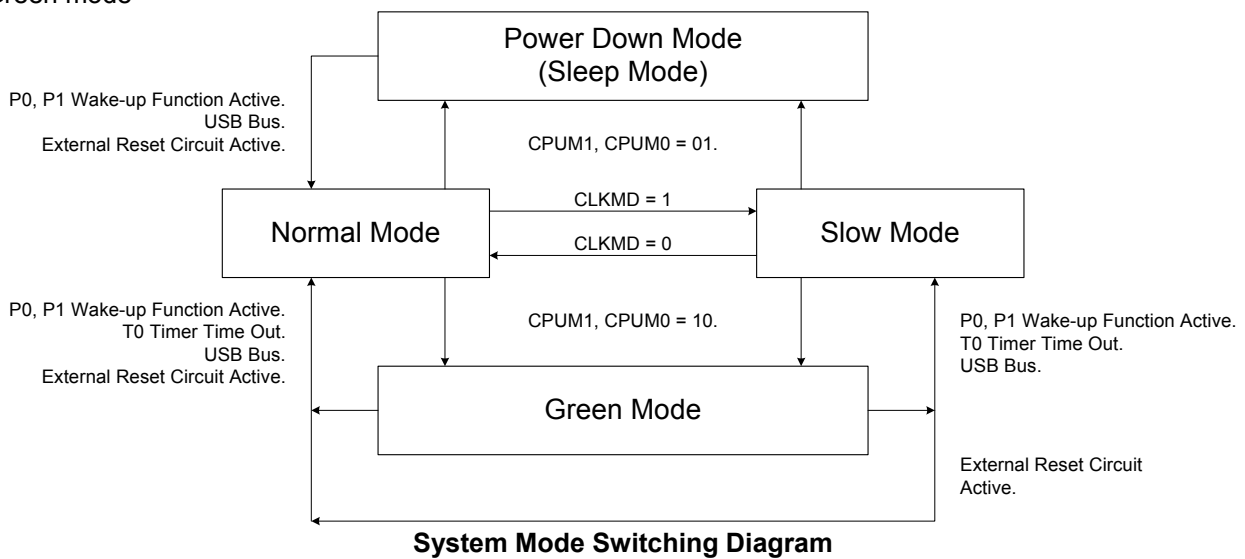 Power Down Mode
(Sleep Mode)
P0, P1 Wake-up Function Active.
USB Bus.
External Reset Circuit Active.
CPUM1, CPUM0 = 01.
CLKMD = 1
Normal Mode
Slow Mode
CLKMD = 0
P0, P1 Wake-up Function Active.
T0 Timer Time Out.
USB Bus.
External Reset Circuit Active.
CPUM1, CPUM0 = 10.
P0, P1 Wake-up Function Active.
T0 Timer Time Out.
USB Bus.
Green Mode
External Reset Circuit
Active.
System Mode Switching Diagram